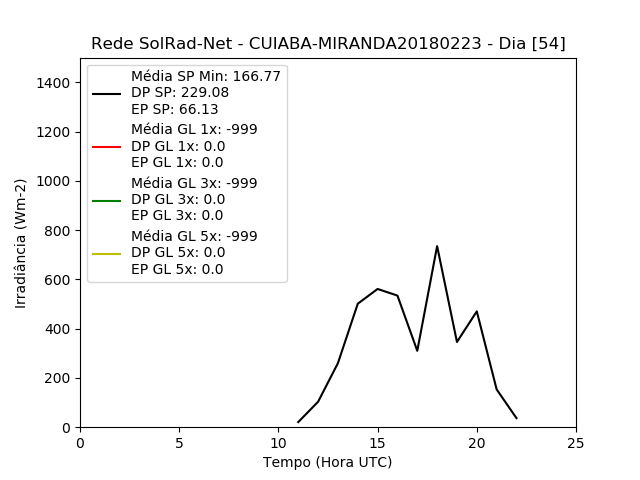 Rede SolRad-Net - CUIABA-MIRANDA20180223 - Dia [54]
Média SP Min: 166.77
DP SP: 229.08
EP SP: 66.13
Média GL 1x: -999
DP GL 1x: 0.0
EP GL 1x: 0.0
Média GL 3x: -999
DP GL 3x: 0.0
EP GL 3x: 0.0
Média GL 5x: -999
DP GL 5x: 0.0
EP GL 5x: 0.0
Irradiância (Wm-2)
1400
1200
1000
800
600
400
200
0
0 5 10 15 20 25
Tempo (Hora UTC)